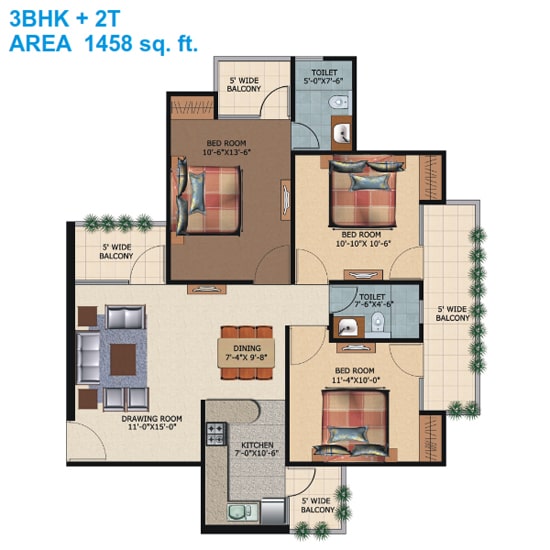 3BHK + 2T
AREA 1458 sq. ft.
5' WIDE
BALCONY
TOILET
5'-0"X7'-6"
BED ROOM
10'-6"X13'-6"
BED ROOM
10'-10"X 10'-6"
5' WIDE
BALCONY
TOILET
7'-6"X4'-6"
5' WIDE
BALCONY
DINING
7'-4"X 9'-8"
BED ROOM
11'-4"X10'-0"
DRAWING ROOM
11'-0"X15'-0"
KITCHEN
7'-0"X10'-6"
5' WIDE
BALCONY